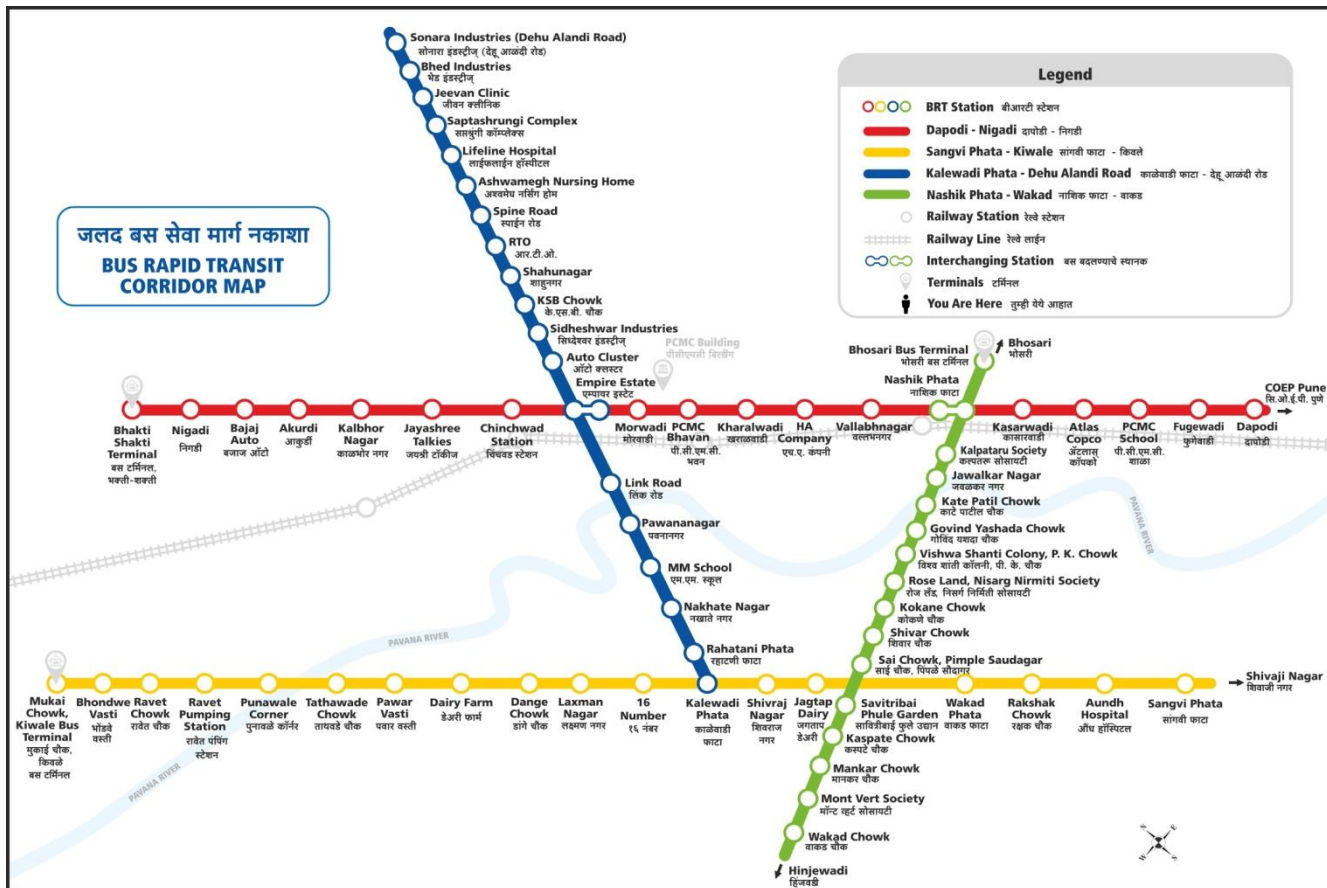 जलद बस सेवा मार्ग नकाशा
BUS RAPID TRANSIT
CORRIDOR MAP
Legend
BRT Station बीआरटी स्टेशन
Dapodi - Nigadi दापोडी - निगडी
Sangvi Phata - Kiwale सांगवी फाटा - किवले
Kalewadi Phata - Dehu Alandi Road काळेवाडी फाटा - देहू आळंदी रोड
Nashik Phata - Wakad नाशिक फाटा - वाकड
Railway Station रेल्वे स्टेशन
Railway Line रेल्वे लाईन
Interchanging Station बस बदलण्याचे स्थानक
Terminals टर्मिनल
You Are Here तुम्ही येथे आहात
Sonara Industries (Dehu Alandi Road)
सोनारा इंडस्ट्रीज् (देहू आळंदी रोड)
Bhed Industries
भेड इंडस्ट्रीज्
Jeevan Clinic
जीवन क्लीनिक
Saptashrungi Complex
सप्तश्रुंगी कॉम्प्लेक्स
Lifeline Hospital
लाईफलाईन हॉस्पीटल
Ashwamegh Nursing Home
अश्वमेघ नर्सिंग होम
Spine Road
स्पाईन रोड
RTO
आर.टी.ओ.
Shahunagar
शाहुनगर
KSB Chowk
के.एस.बी. चौक
Sidheshwar Industries
सिध्देश्वर इंडस्ट्रीज्
Auto Cluster
ऑटो क्लस्टर
Empire Estate
एम्पायर इस्टेट
PCMC Building
पीसीएमसी बिल्डींग
Bhosari Bus Terminal
भोसरी बस टर्मिनल
Bhosari
भोसरी
Nashik Phata
नाशिक फाटा
COEP Pune
सि.ओ.ई.पी. पुणे
Bhakti
Shakti
Terminal
बस टर्मिनल,
भक्ती-शक्ती
Nigadi
निगडी
Bajaj
Auto
बजाज ऑटो
Akurdi
आकुर्डी
Kalbhor
Nagar
काळभोर नगर
Jayashree
Talkies
जयश्री टॉकीज
Chinchwad
Station
चिंचवड स्टेशन
Morwadi
मोरवाडी
PCMC
Bhavan
पी.सी.एम.सी.
भवन
Kharalwadi
खराळवाडी
HA
Company
एच.ए. कंपनी
Vallabhnagar
वल्लभनगर
Kasarwadi
कासारवाडी
Atlas
Copco
ॲटलास्
कॉपको
PCMC
School
पी.सी.एम.सी.
शाळा
Fugewadi
फुगेवाडी
Dapodi
दापोडी
Kalpataru Society
कल्पतरू सोसायटी
Jawalkar Nagar
जवळकर नगर
Kate Patil Chowk
काटे पाटील चौक
Govind Yashada Chowk
गोविंद यशदा चौक
Vishwa Shanti Colony, P. K. Chowk
विश्व शांती कॉलनी, पी. के. चौक
Rose Land, Nisarg Nirmiti Society
रोज लँड, निसर्ग निर्मिती सोसायटी
Kokane Chowk
कोकणे चौक
Shivar Chowk
शिवार चौक
Sai Chowk, Pimple Saudagar
साई चौक, पिंपळे सौदागर
PAVANA RIVER
Link Road
लिंक रोड
Pawananagar
पवनानगर
MM School
एम.एम. स्कूल
Nakhate Nagar
नखाते नगर
Rahatani Phata
रहाटणी फाटा
PAVANA RIVER
Shivaji Nagar
शिवाजी नगर
Mukai
Chowk,
Kiwale Bus
Terminal
मुकाई चौक,
किवळे
बस टर्मिनल
Bhondwe
Vasti
भोंडवे
वस्ती
Ravet
Chowk
रावेत चौक
Ravet
Pumping
Station
रावेत पंपिंग
स्टेशन
Punawale
Corner
पुनावळे कॉर्नर
Tathawade
Chowk
तायवडे चौक
Pawar
Vasti
पवार वस्ती
Dairy Farm
डेअरी फार्म
Dange
Chowk
डांगे चौक
Laxman
Nagar
लक्ष्मण नगर
16
Number
१६ नंबर
Kalewadi
Phata
काळेवाडी
फाटा
Shivraj
Nagar
शिवराज
नगर
Jagtap
Dairy
जगताप
डेअरी
Savitribai
Phule Garden
सावित्रीबाई फुले उद्यान
Wakad
Phata
वाकड फाटा
Rakshak
Chowk
रक्षक चौक
Aundh
Hospital
औंध हॉस्पिटल
Sangvi Phata
सांगवी फाटा
Kaspate Chowk
कस्पटे चौक
Mankar Chowk
मानकर चौक
Mont Vert Society
मॉन्ट व्हर्ट सोसायटी
Wakad Chowk
वाकड चौक
Hinjewadi
हिंजवडी
PAVANA RIVER
N
E
W
S